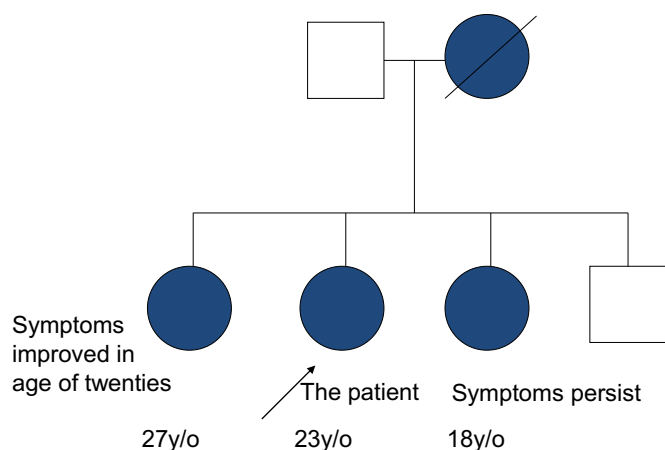 Symptoms
improved in
age of twenties
The patient
Symptoms persist
27y/o
23y/o
18y/o